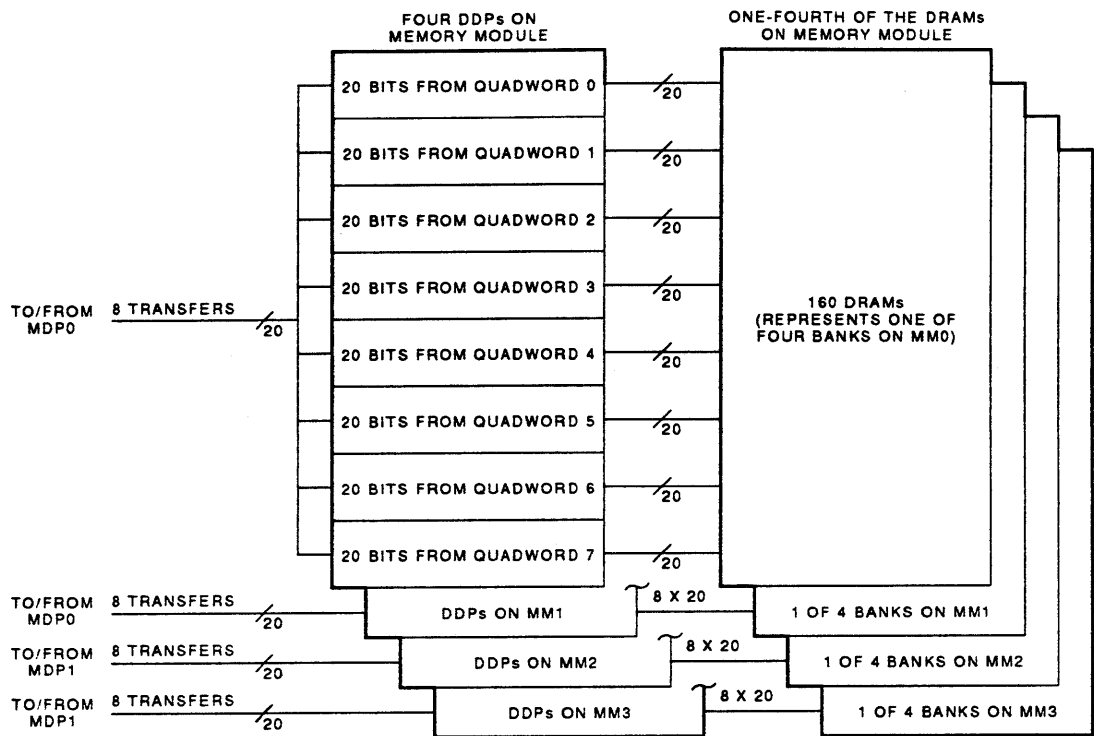 FOUR DDPs ON
MEMORY MODULE
ONE-FOURTH OF THE DRAMs
ON MEMORY MODULE
20 BITS FROM QUADWORD 0
20
20 BITS FROM QUADWORD 1
20
20 BITS FROM QUADWORD 2
20
20 BITS FROM QUADWORD 3
20
TO/FROM
MDP0
8 TRANSFERS
20
160 DRAMs
(REPRESENTS ONE OF
FOUR BANKS ON MM0)
20 BITS FROM QUADWORD 4
20
20 BITS FROM QUADWORD 5
20
20 BITS FROM QUADWORD 6
20
20 BITS FROM QUADWORD 7
20
TO/FROM
MDP0
8 TRANSFERS
20
DDPs ON MM1
8 X 20
1 OF 4 BANKS ON MM1
TO/FROM
MDP1
8 TRANSFERS
20
DDPs ON MM2
8 X 20
1 OF 4 BANKS ON MM2
TO/FROM
MDP1
8 TRANSFERS
20
DDPs ON MM3
8 X 20
1 OF 4 BANKS ON MM3